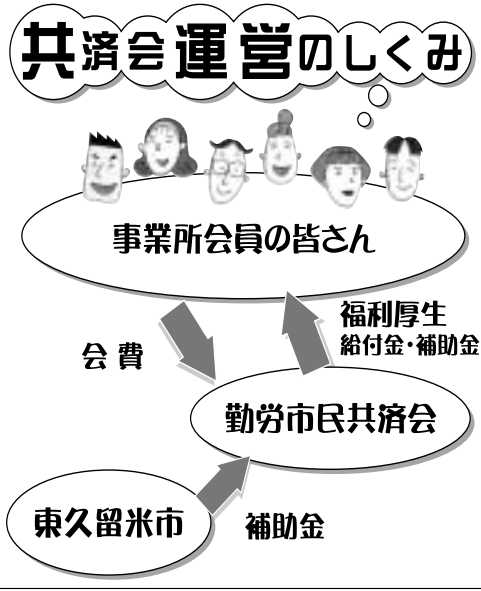 共済会運営のしくみ
事業所会員の皆さん
福利厚生
給付金・補助金
会費
勤労市民共済会
東久留米市
補助金